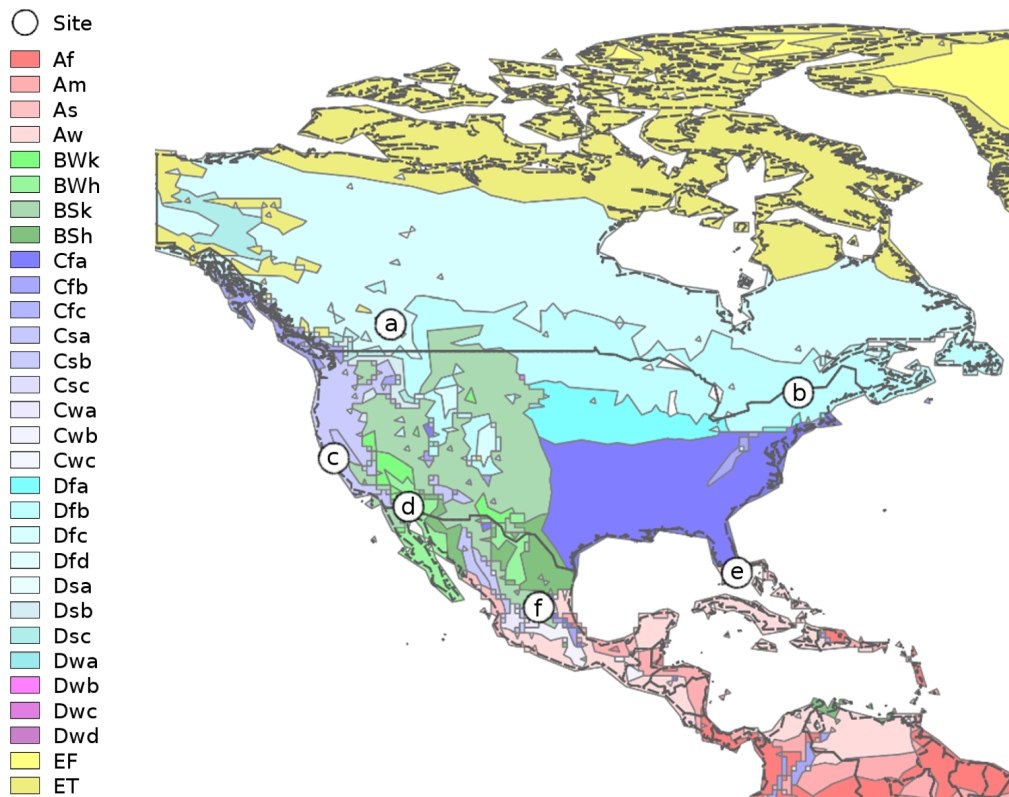 Site
Af
Am
As
Aw
BWk
BWh
BSk
BSh
Cfa
Cfb
Cfc
Csa
Csb
Csc
Cwa
Cwb
Cwc
Dfa
Dfb
Dfc
Dfd
Dsa
Dsb
Dsc
Dwa
Dwb
Dwc
Dwd
EF
ET
a
b
c
d
e
f